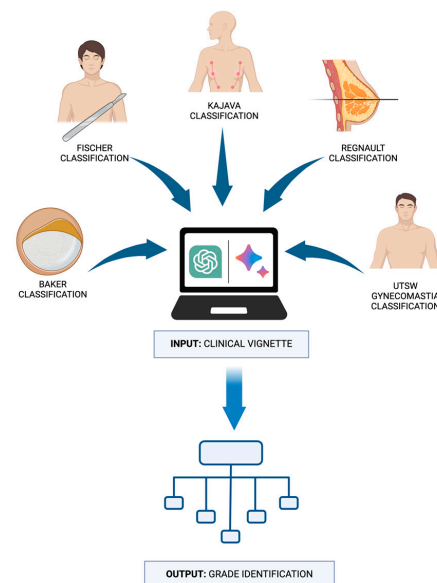 KAJAVA
CLASSIFICATION
FISCHER
CLASSIFICATION
REGNAULT
CLASSIFICATION
BAKER
CLASSIFICATION
UTSW
GYNECOMASTIA
CLASSIFICATION
INPUT: CLINICAL VIGNETTE
OUTPUT: GRADE IDENTIFICATION